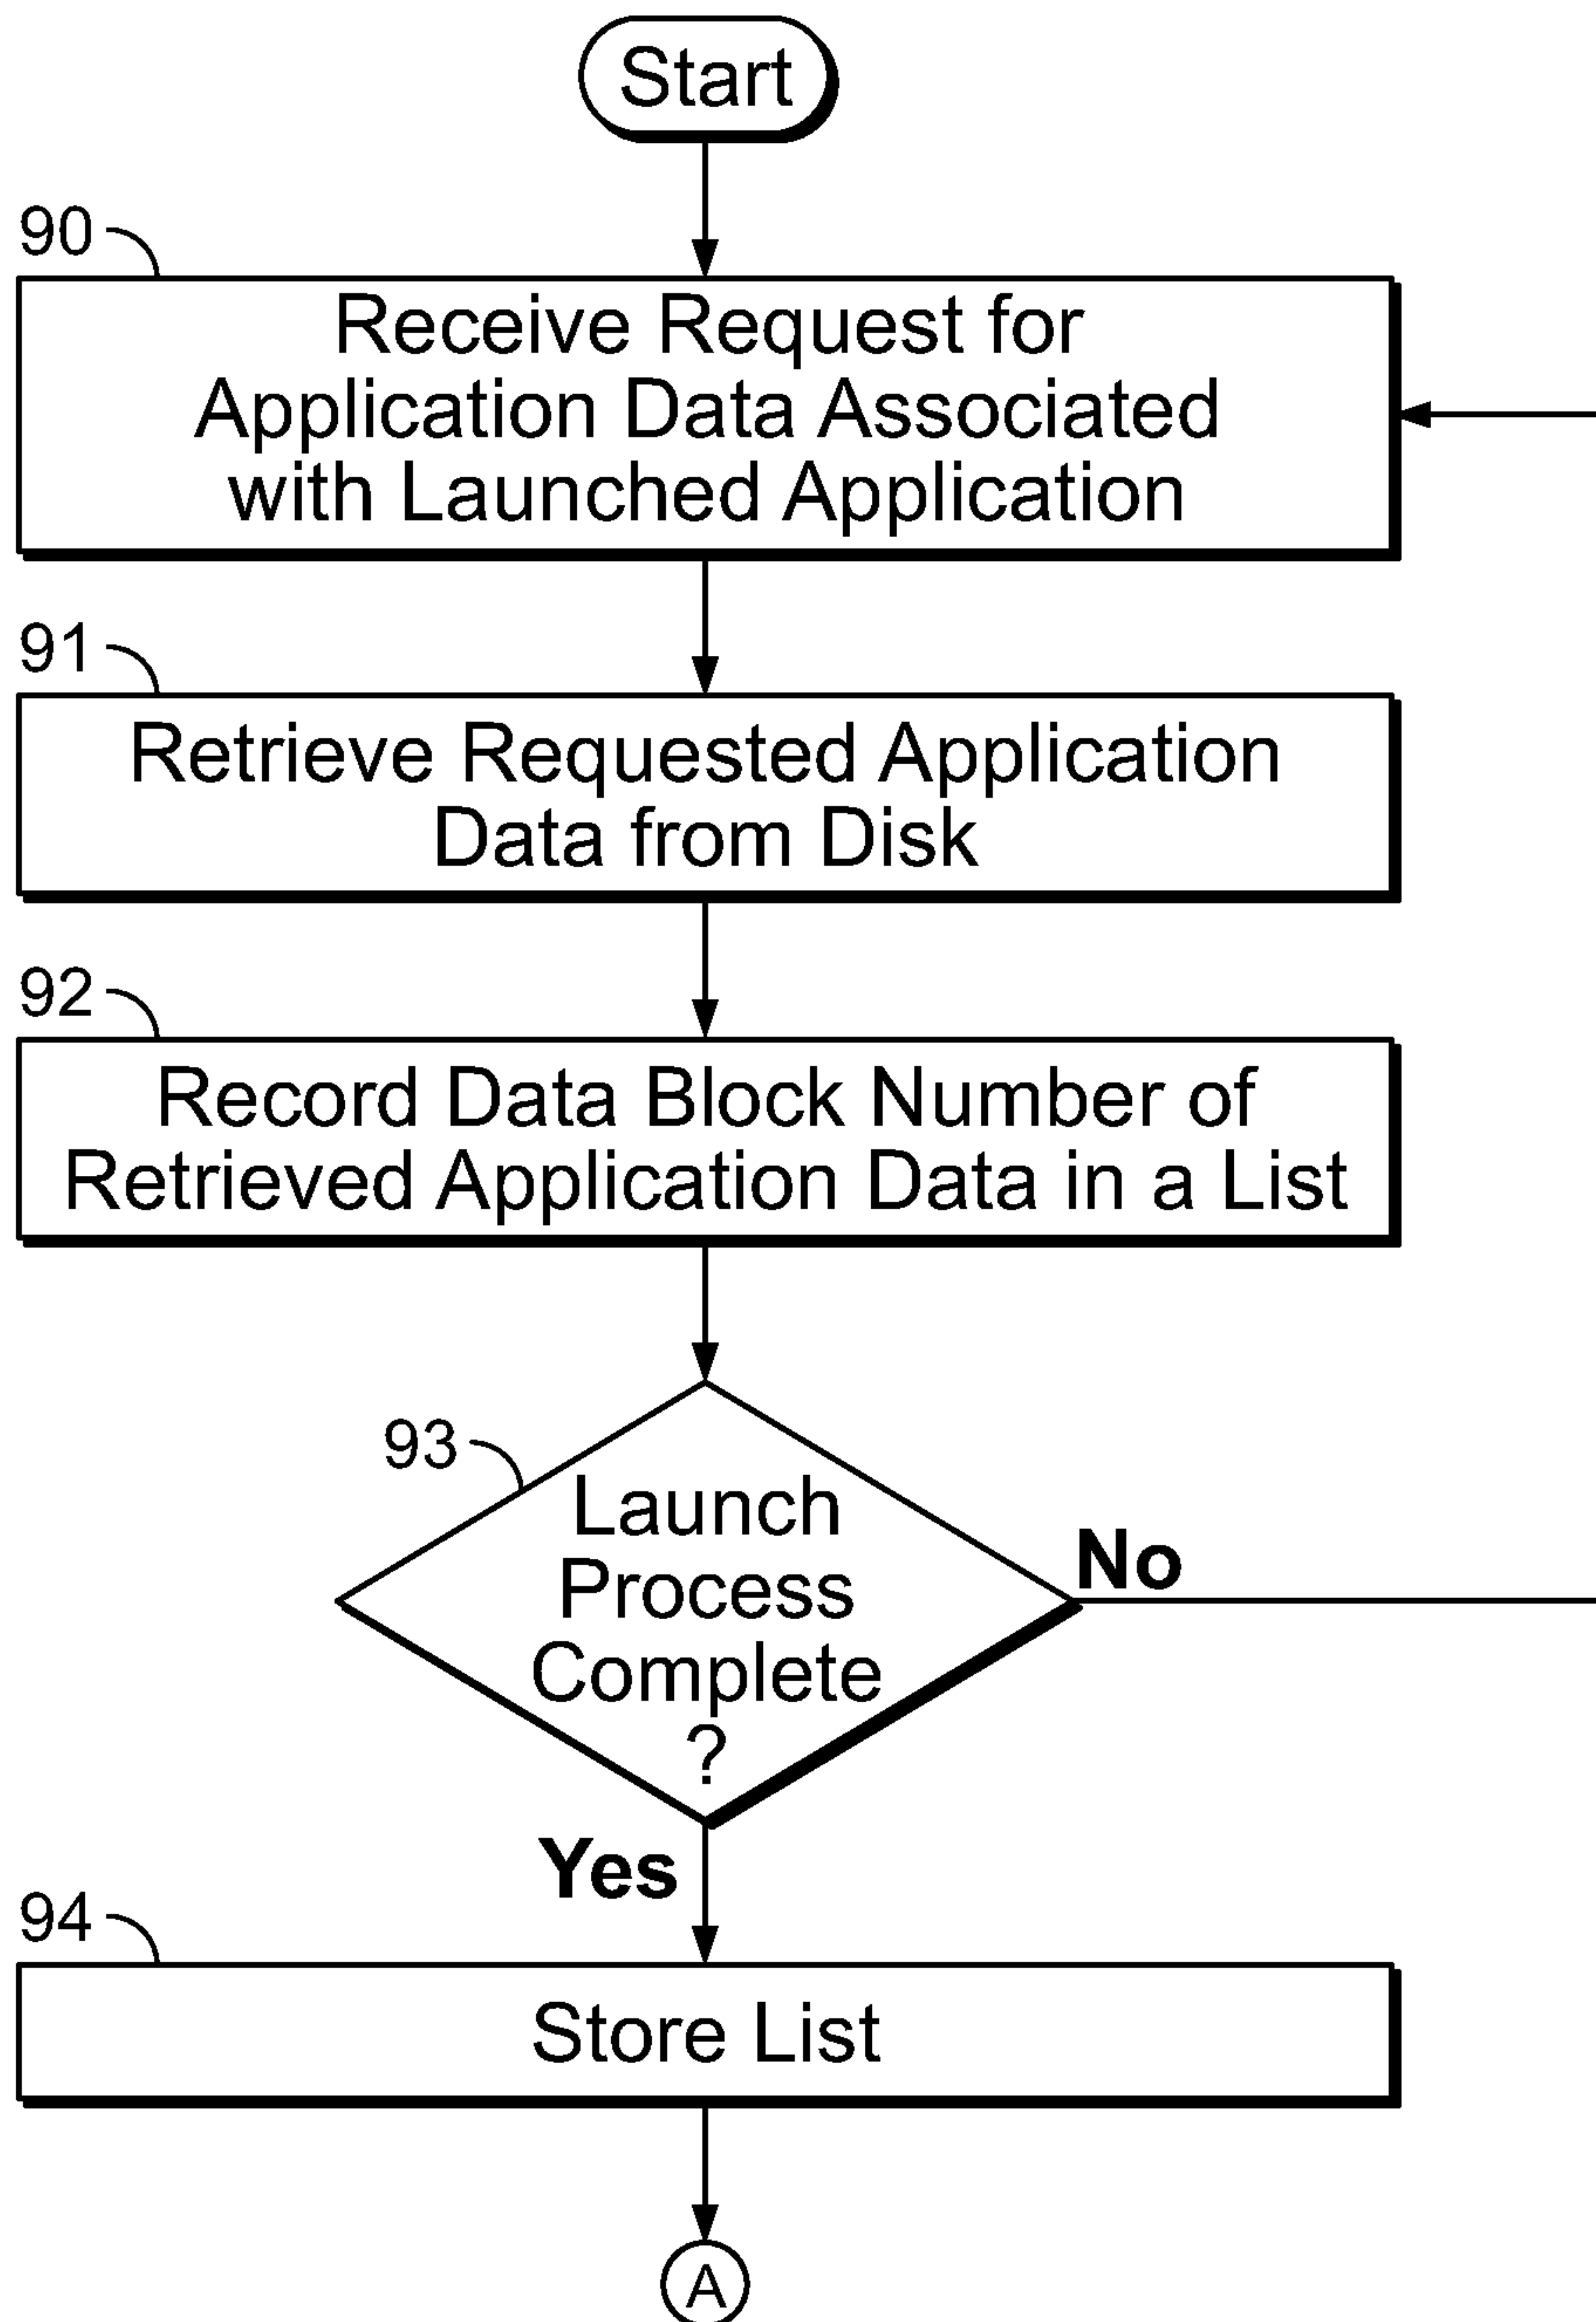 Start
90
Receive Request for
Application Data Associated
with Launched Application
91
Retrieve Requested Application
Data from Disk
92
Record Data Block Number of
Retrieved Application Data in a List
93
Launch
Process
Complete
?
No
Yes
94
Store List
A